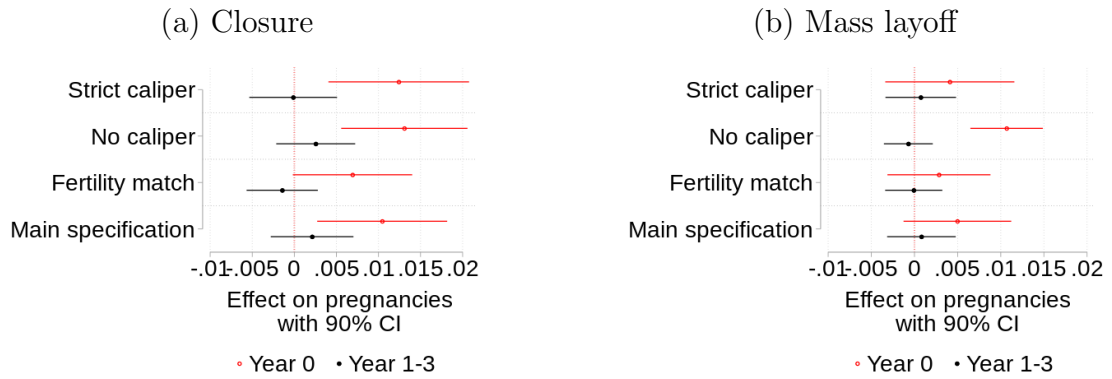 (a) Closure
Strict caliper
No caliper
Fertility match
Main specification
-.01 -.005 0 .005 .01 .015 .02
Effect on pregnancies
with 90% CI
Year 0 Year 1-3
(b) Mass layoff
Strict caliper
No caliper
Fertility match
Main specification
-.01 -.005 0 .005 .01 .015 .02
Effect on pregnancies
with 90% CI
Year 0 Year 1-3